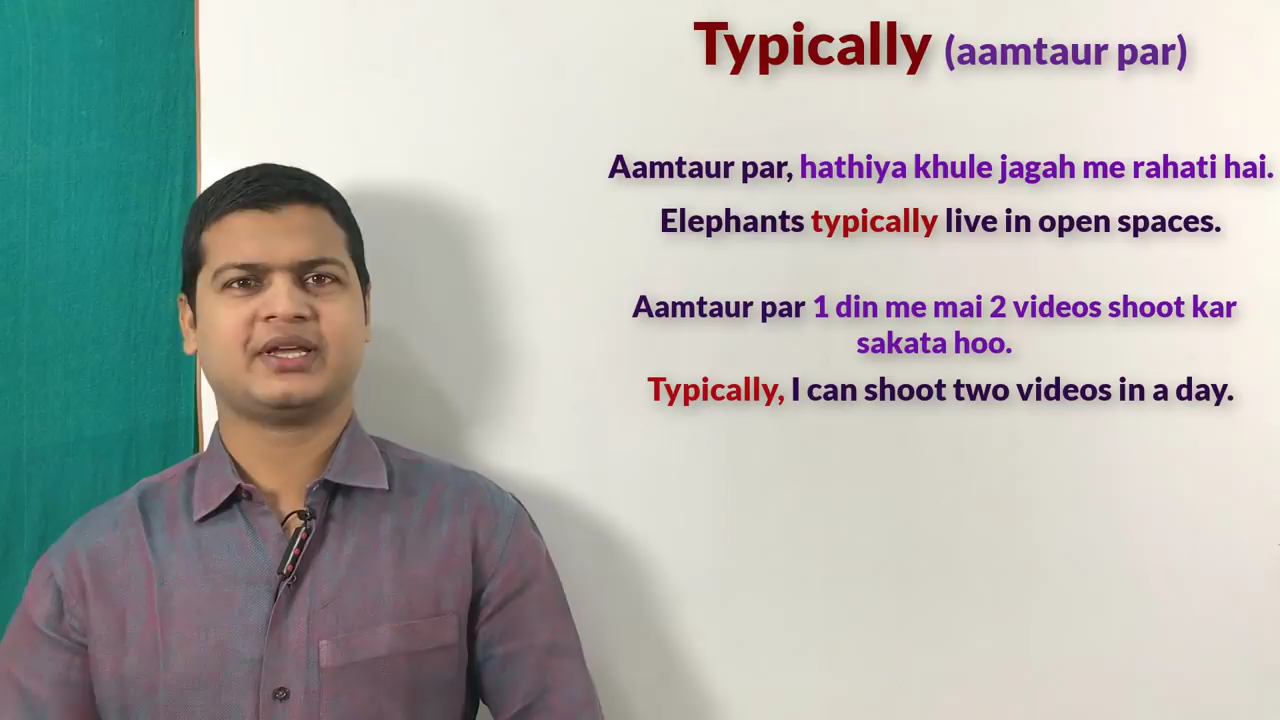 Typically (aamtaur par)
Aamtaur par, hathiya khule jagah me rahati hai.
Elephants typically live in open spaces.
Aamtaur par 1 din me mai 2 videos shoot kar
sakata hoo.
Typically, I can shoot two videos in a day.